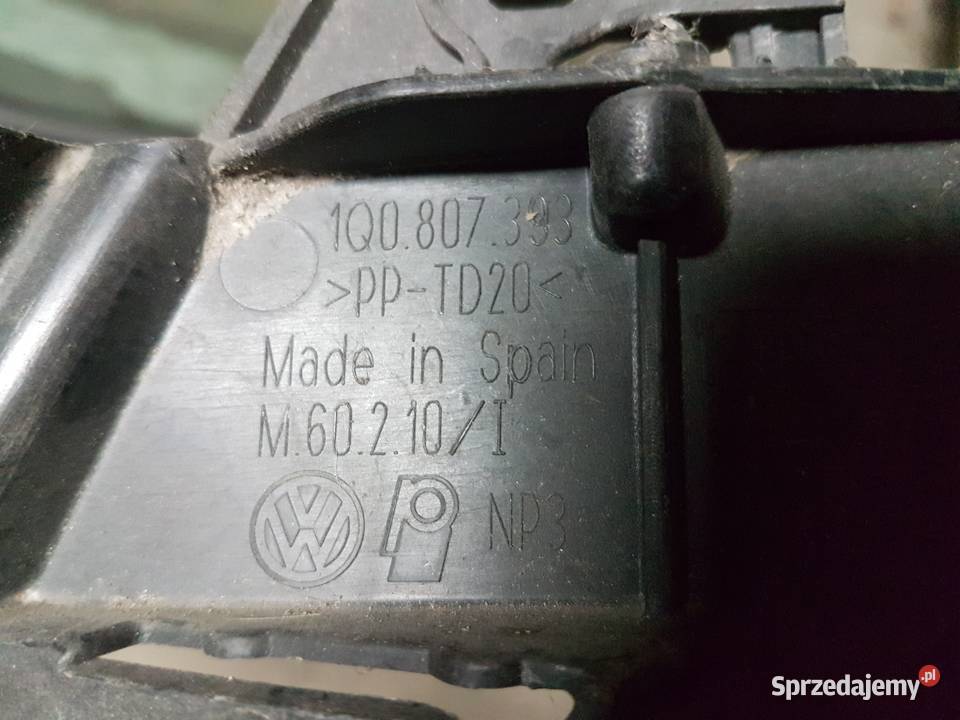 1Q0.807.393
>PP-TD20<
Made in Spain
M.60.2.10/I
NP3
Sprzedajemy.pl